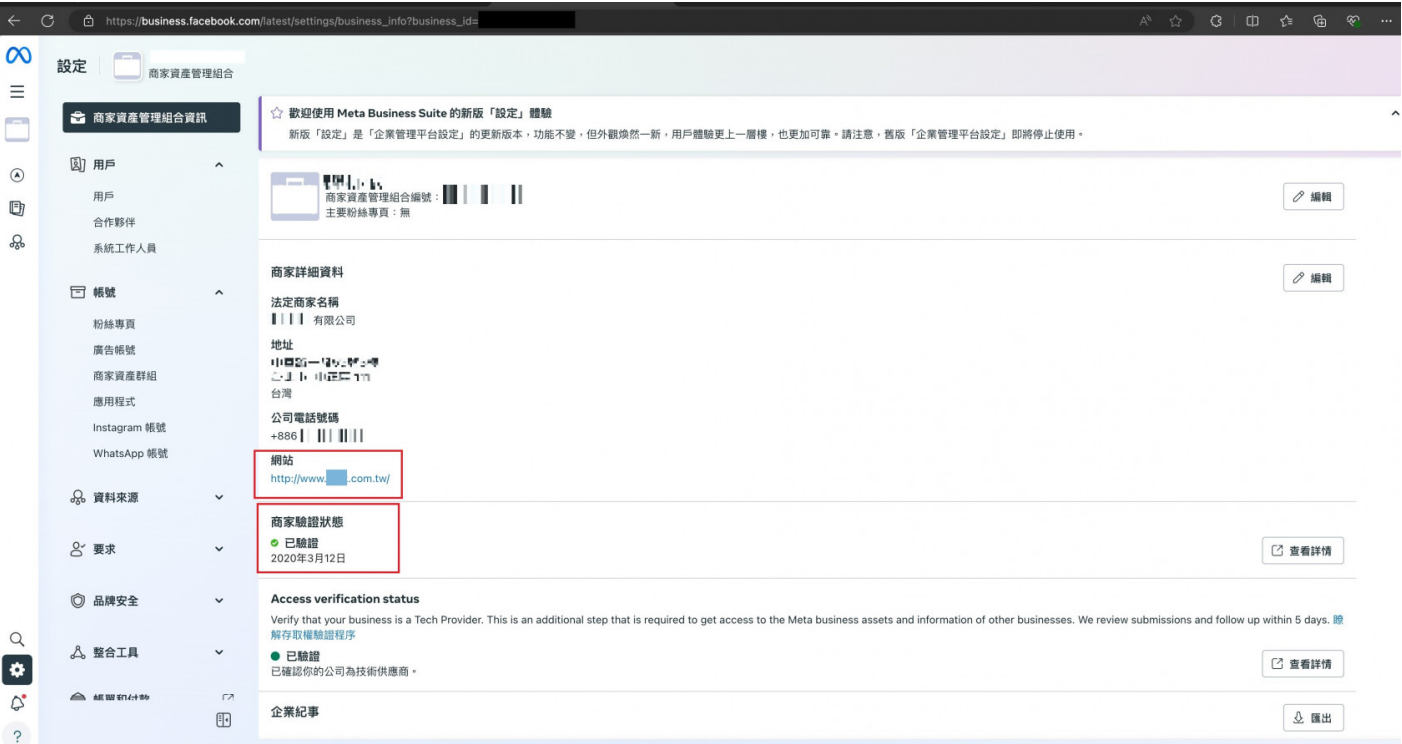 https://business.facebook.com/latest/settings/business_info?business_id=
設定
商家資產管理組合
商家資產管理組合資訊
用戶
用戶
合作夥伴
系統工作人員
帳號
粉絲專頁
廣告帳號
商家資產群組
應用程式
Instagram 帳號
WhatsApp 帳號
資料來源
要求
品牌安全
整合工具
帳單和付款
歡迎使用 Meta Business Suite 的新版「設定」體驗
新版「設定」是「企業管理平台設定」的更新版本，功能不變，但外觀煥然一新，用戶體驗更上一層樓，也更加可靠。請注意，舊版「企業管理平台設定」即將停止使用。
商家資產管理組合編號：
主要粉絲專頁：無
編輯
商家詳細資料
編輯
法定商家名稱
有限公司
地址
台灣
公司電話號碼
+886
網站
http://www. .com.tw/
商家驗證狀態
已驗證
2020年3月12日
查看詳情
Access verification status
Verify that your business is a Tech Provider. This is an additional step that is required to get access to the Meta business assets and information of other businesses. We review submissions and follow up within 5 days. 瞭
解存取權驗證程序
已驗證
已確認你的公司為技術供應商。
查看詳情
企業紀事
匯出